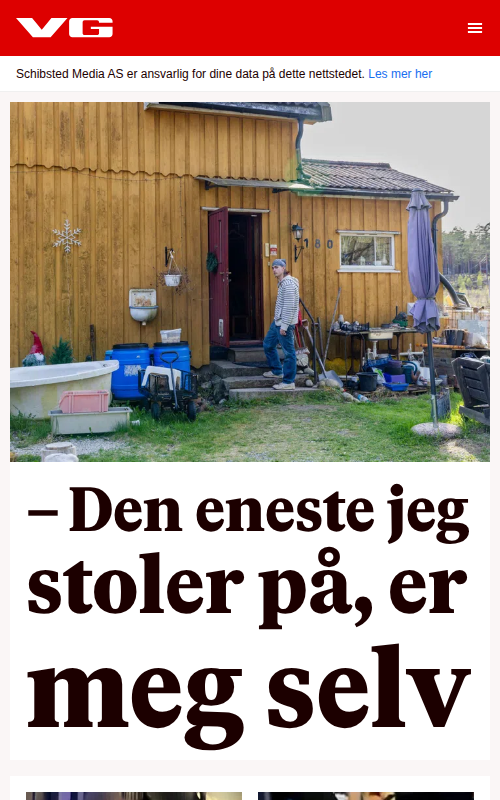 VG
Schibsted Media AS er ansvarlig for dine data på dette nettstedet. Les mer her
180
– Den eneste jeg
stoler på, er
meg selv